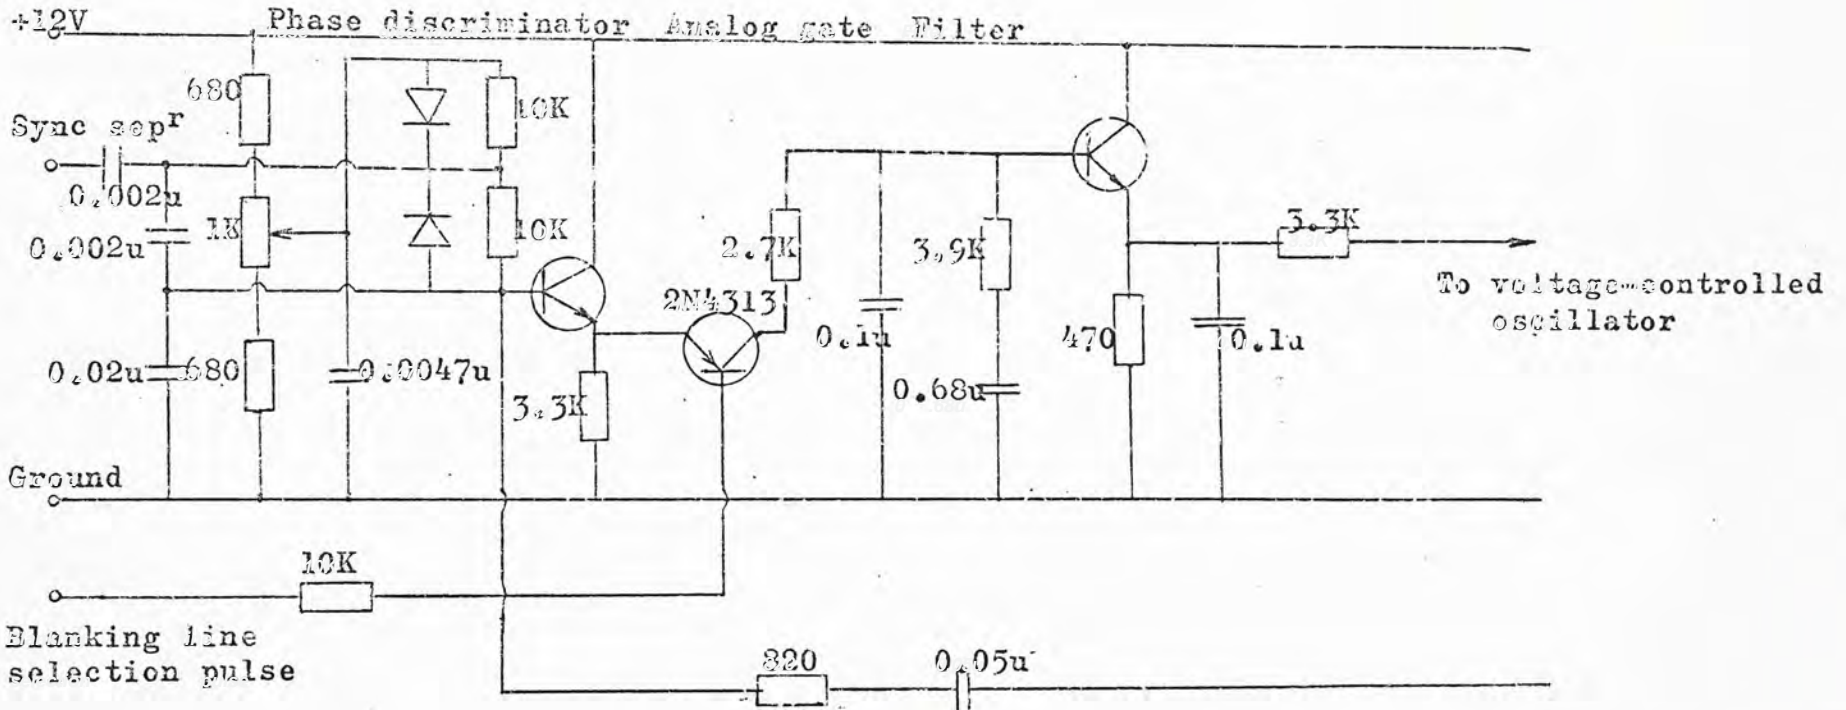 +12V
Phase discriminator Analog gate Filter
680
10K
Sync sepr
0.002u
1K
0.002u
10K
2.7K
3.9K
3.3K
2N4313
To voltage-controlled
oscillator
0.1u
470
0.1u
0.02u
680
0.0047u
3.3K
0.68u
Ground
10K
Blanking line
selection pulse
820
0.05u